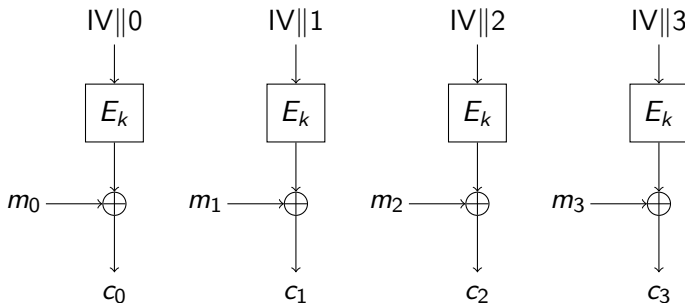 IV||0 IV||1 IV||2 IV||3
E_k E_k E_k E_k
m_0 m_1 m_2 m_3
c_0 c_1 c_2 c_3